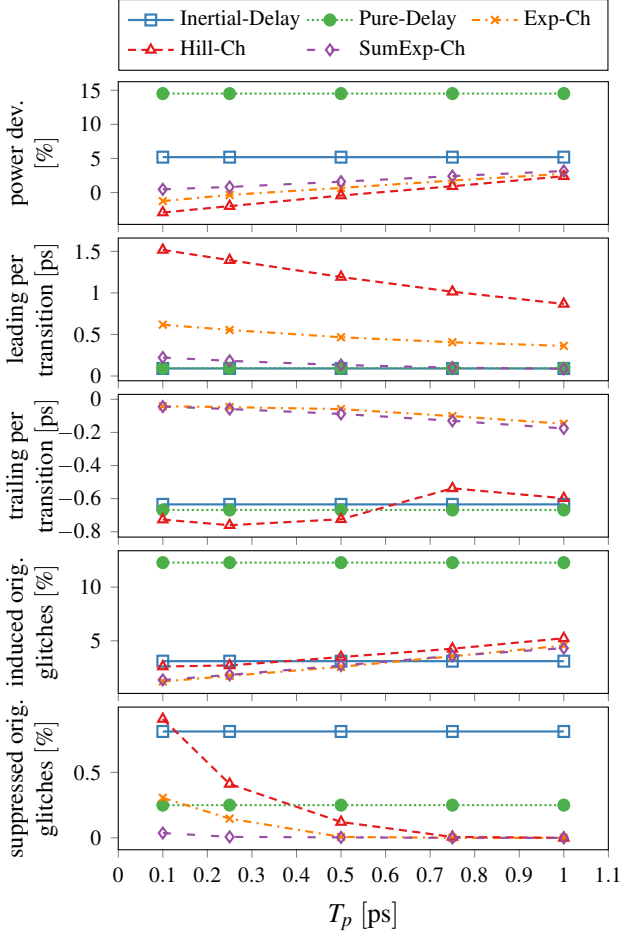 Inertial-Delay Pure-Delay Exp-Ch
Hill-Ch SumExp-Ch
power dev.
[%]
15
10
5
0
leading per
transition [ps]
1.5
1
0.5
0
trailing per
transition [ps]
0
−0.2
−0.4
−0.6
−0.8
induced orig.
glitches [%]
10
5
suppressed orig.
glitches [%]
0.5
0
0 0.1 0.2 0.3 0.4 0.5 0.6 0.7 0.8 0.9 1 1.1
T_p [ps]